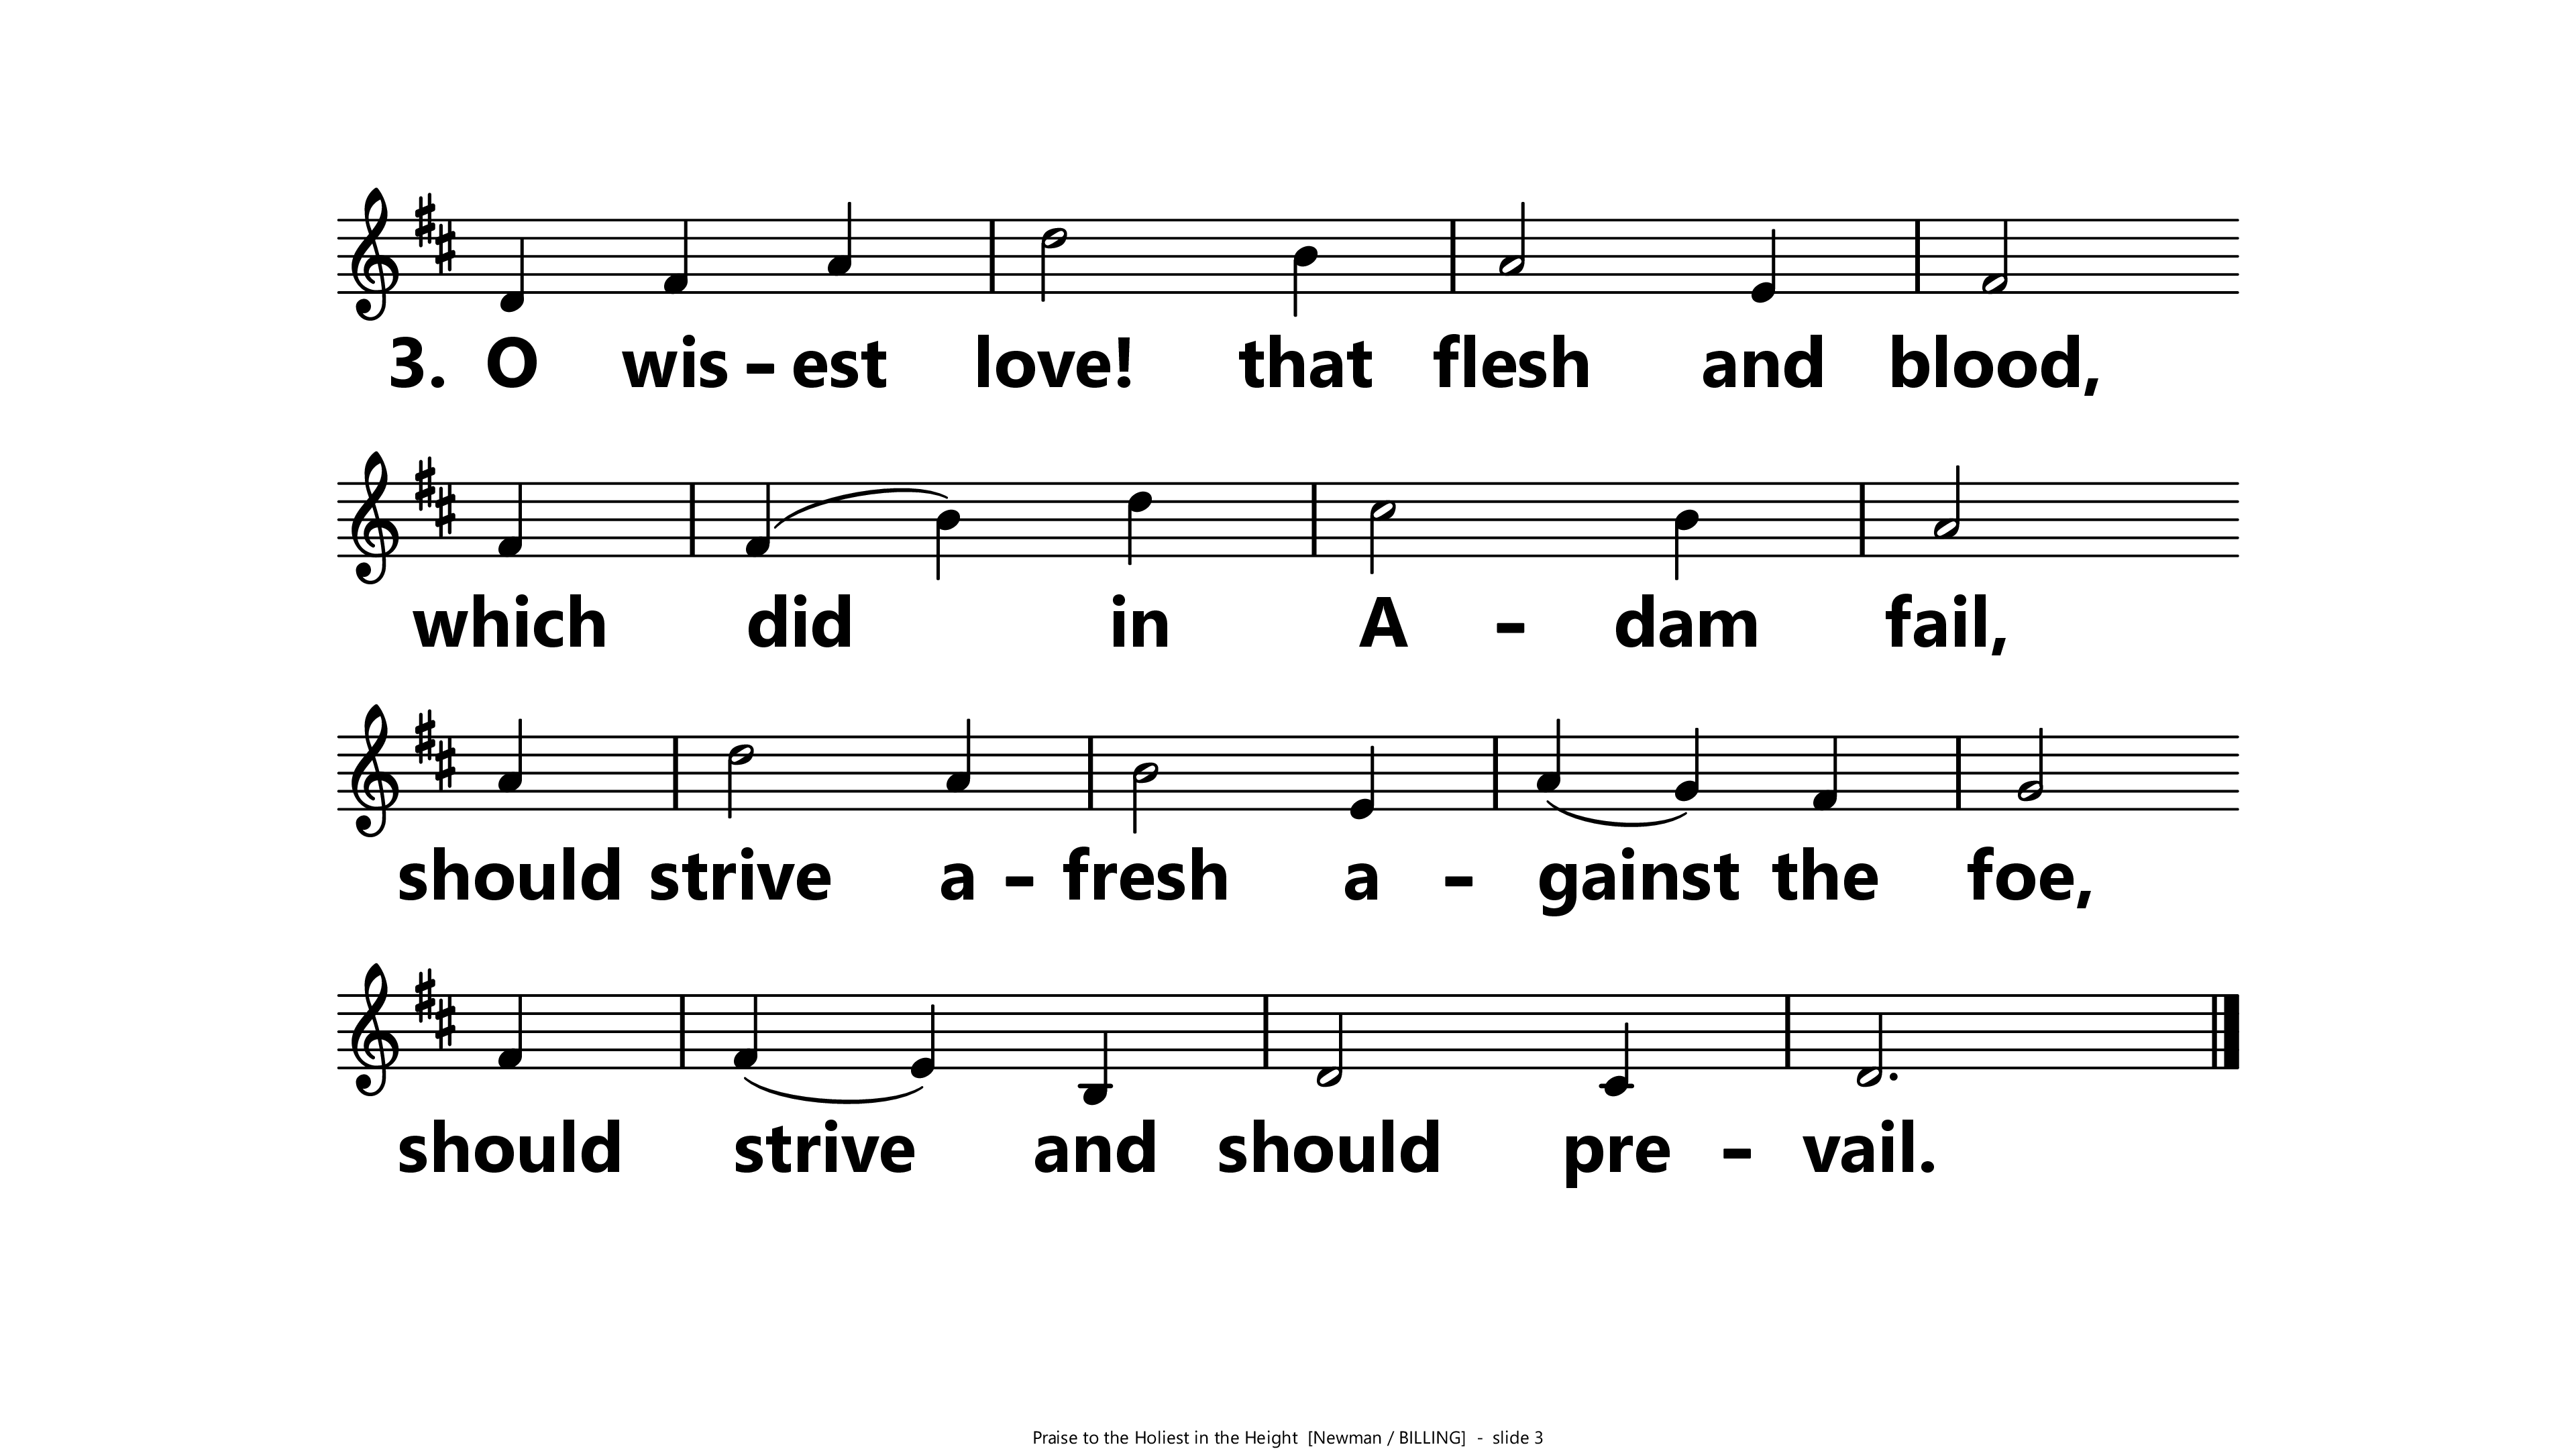 3. O wis - est love! that flesh and blood,
which did in A - dam fail,
should strive a - fresh a - gainst the foe,
should strive and should pre - vail.
Praise to the Holiest in the Height [Newman / BILLING] - slide 3